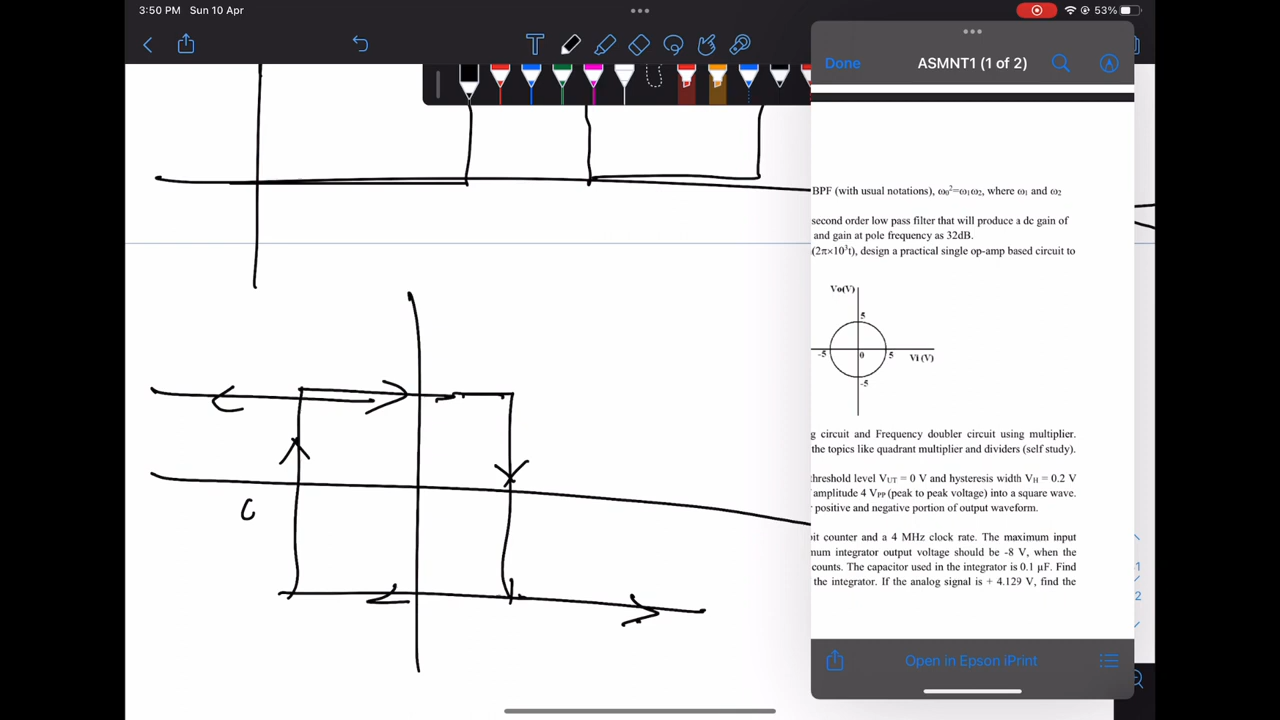 3:50 PM Sun 10 Apr
53%
T
Done
ASMNT1 (1 of 2)
BPF (with usual notations), ω₀²=ω₁ω₂, where ω₁ and ω₂
second order low pass filter that will produce a dc gain of
and gain at pole frequency as 32dB.
(2π×10³t), design a practical single op-amp based circuit to
Vo(V)
5
-5
0
5
Vi (V)
-5
g circuit and Frequency doubler circuit using multiplier.
the topics like quadrant multiplier and dividers (self study).
threshold level V_UT = 0 V and hysteresis width V_H = 0.2 V
amplitude 4 V_PP (peak to peak voltage) into a square wave.
positive and negative portion of output waveform.
bit counter and a 4 MHz clock rate. The maximum input
mum integrator output voltage should be -8 V, when the
counts. The capacitor used in the integrator is 0.1 μF. Find
the integrator. If the analog signal is + 4.129 V, find the
Open in Epson iPrint